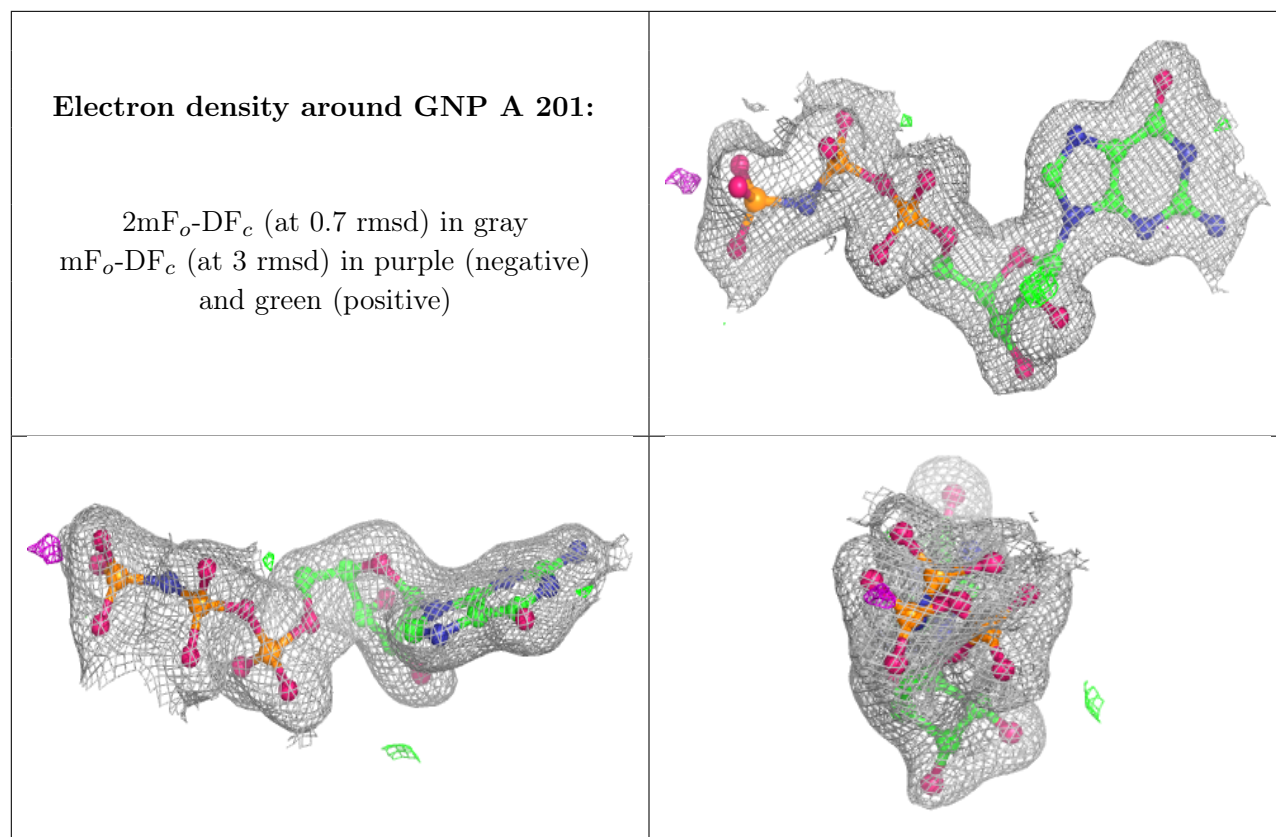 Electron density around GNP A 201:
2mFo-DFc (at 0.7 rmsd) in gray
mFo-DFc (at 3 rmsd) in purple (negative)
and green (positive)